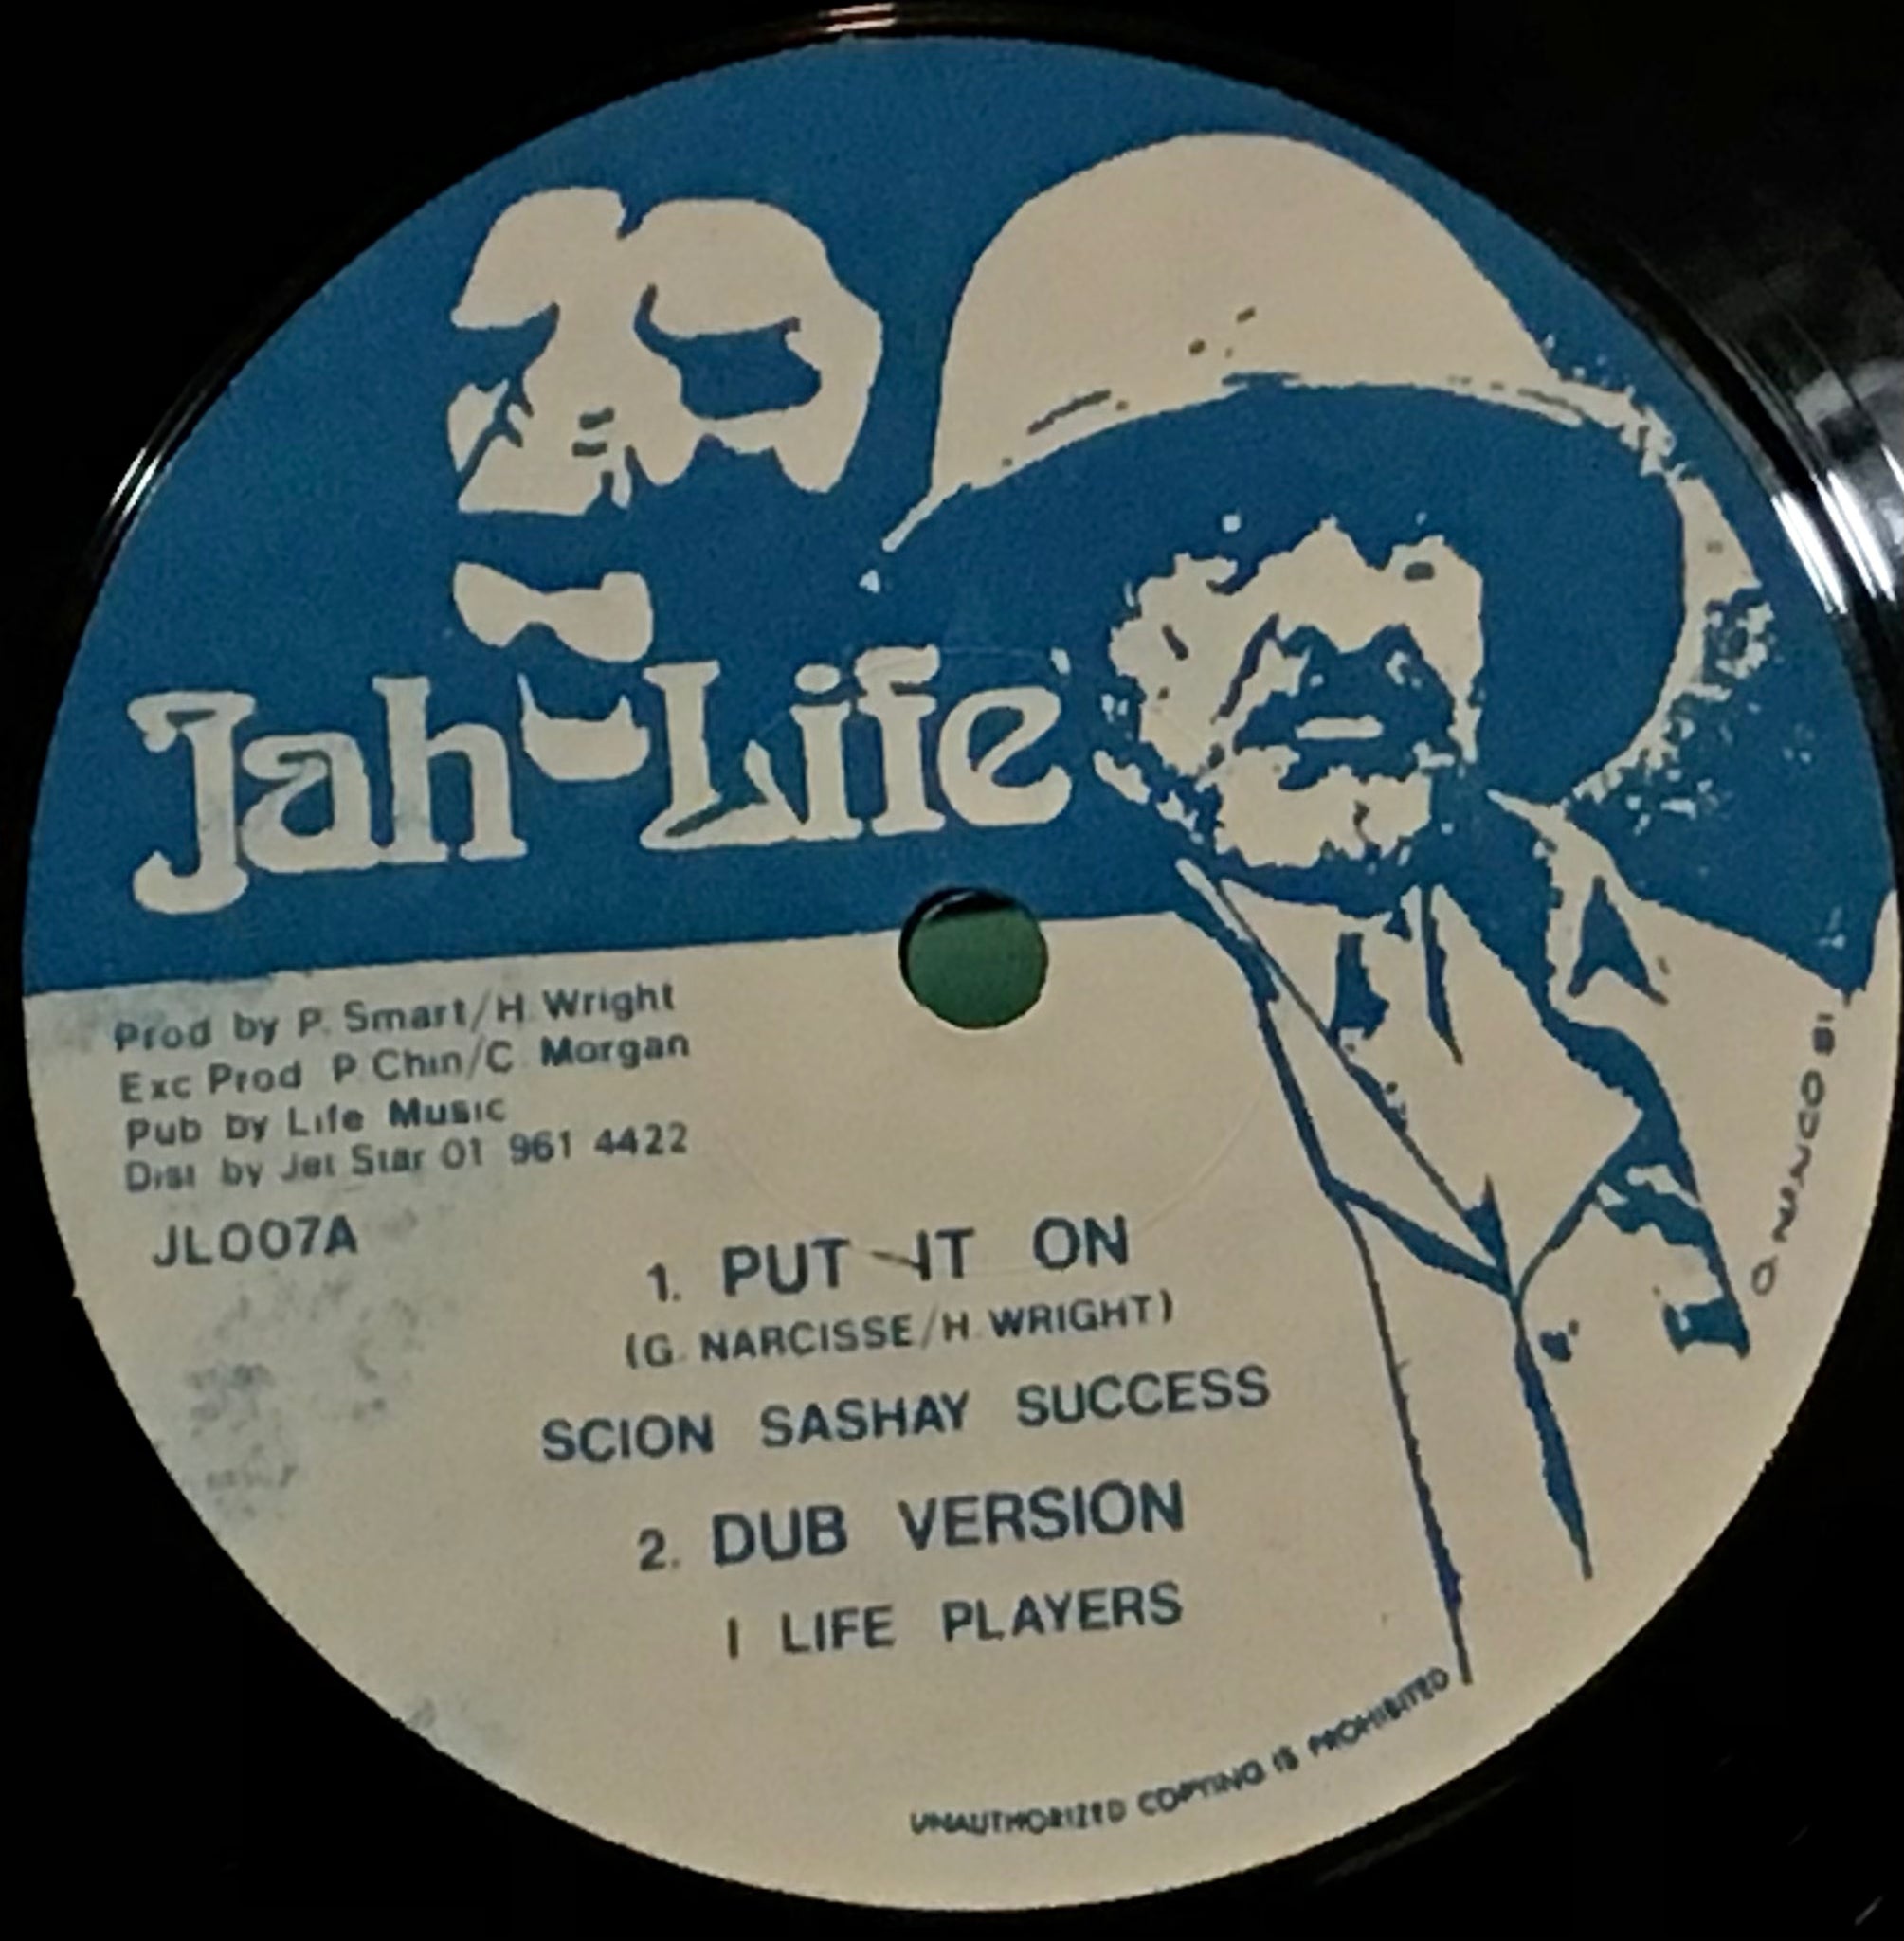 Jah Life
Prod by P. Smart/H. Wright
Exc Prod P Chin/C. Morgan
Pub by Life Music
Dist by Jet Star 01 961 4422
JL007A
1. PUT IT ON
(G. NARCISSE/H. WRIGHT)
SCION SASHAY SUCCESS
2. DUB VERSION
I LIFE PLAYERS
UNAUTHORIZED COPYING IS PROHIBITED